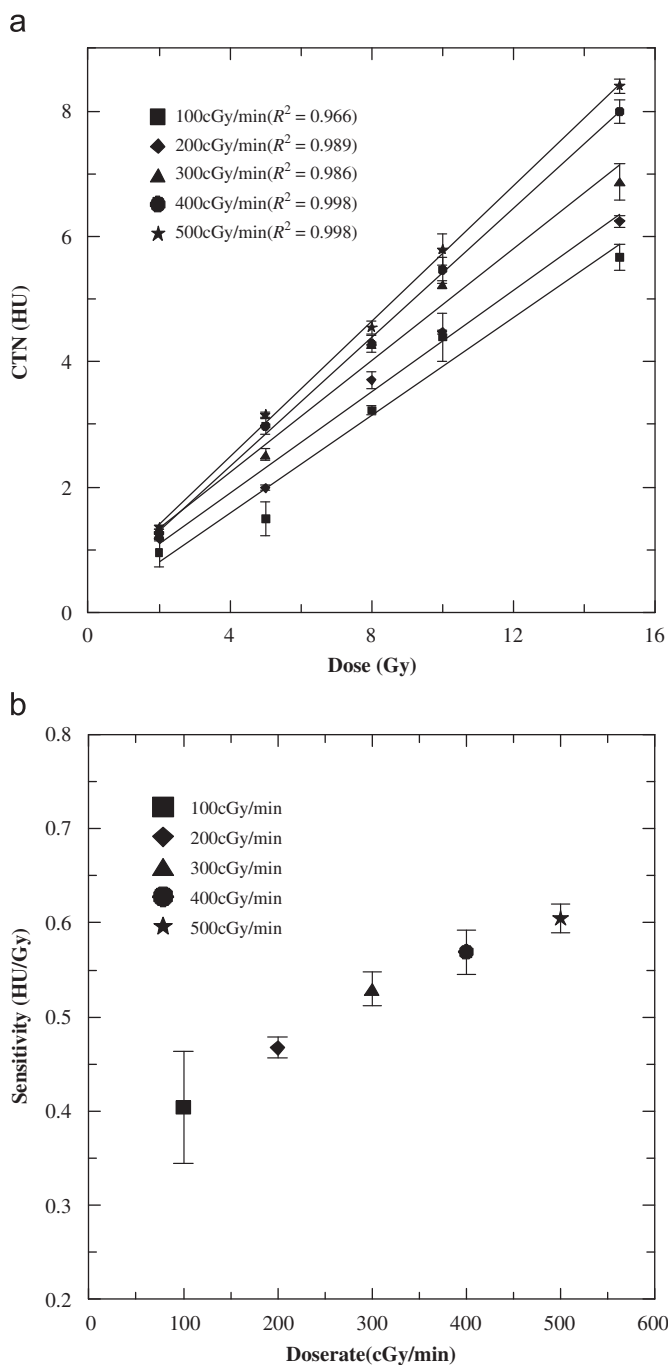 a
8
6
4
2
0
CTN (HU)
100cGy/min(R² = 0.966)
200cGy/min(R² = 0.989)
300cGy/min(R² = 0.986)
400cGy/min(R² = 0.998)
500cGy/min(R² = 0.998)
0 4 8 12 16
Dose (Gy)
b
0.8
0.7
0.6
0.5
0.4
0.3
0.2
Sensitivity (HU/Gy)
100cGy/min
200cGy/min
300cGy/min
400cGy/min
500cGy/min
0 100 200 300 400 500 600
Doserate(cGy/min)